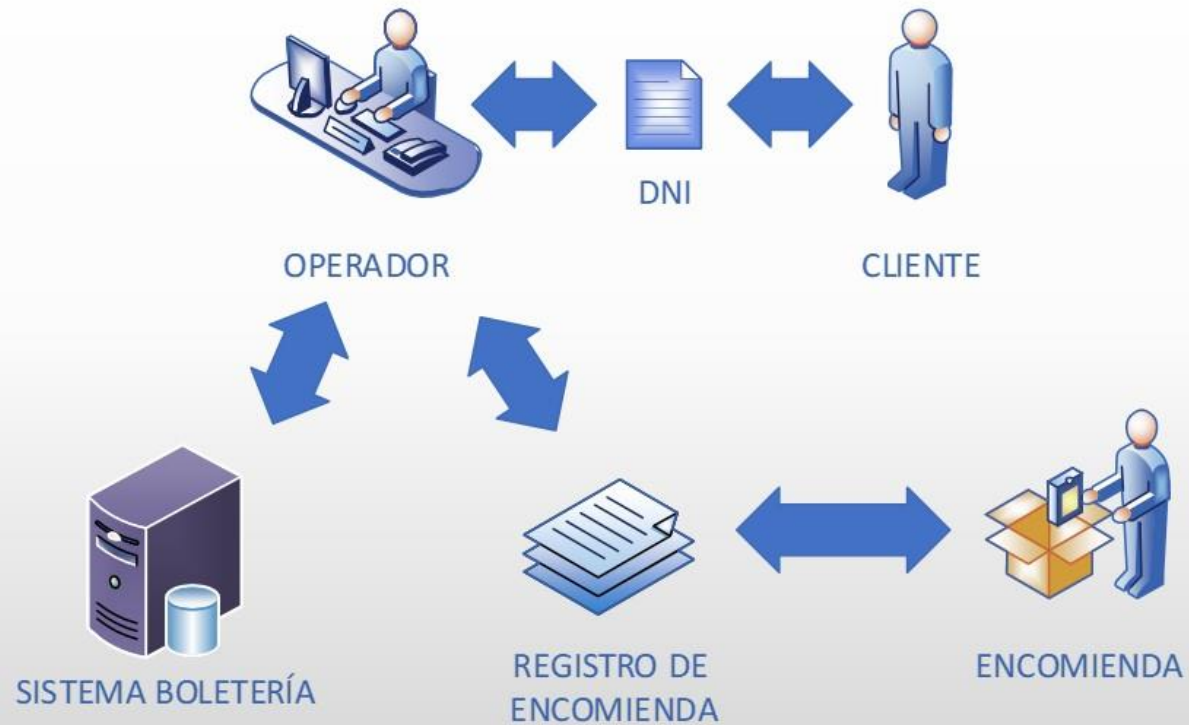 DNI
OPERADOR
CLIENTE
SISTEMA BOLETERÍA
REGISTRO DE
ENCOMIENDA
ENCOMIENDA